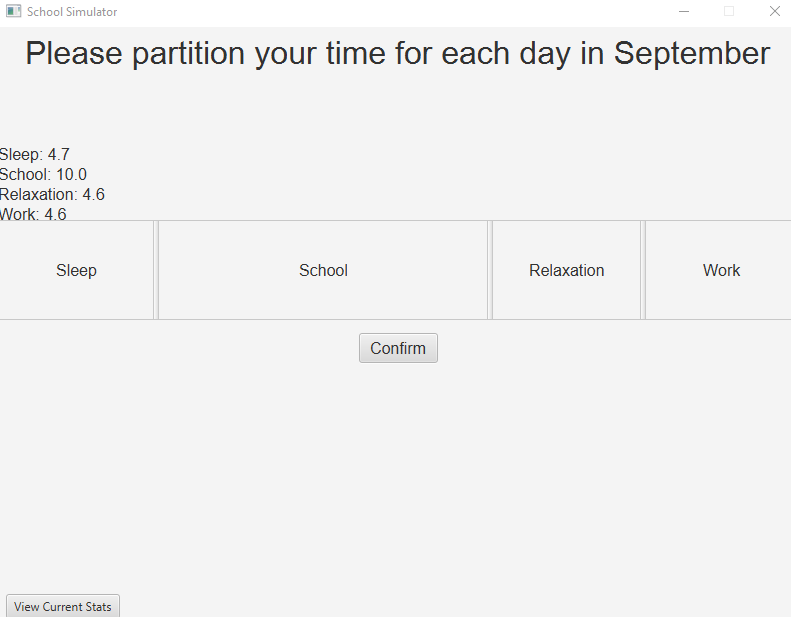 School Simulator
Please partition your time for each day in September
Sleep: 4.7
School: 10.0
Relaxation: 4.6
Work: 4.6
Sleep School Relaxation Work
Confirm
View Current Stats